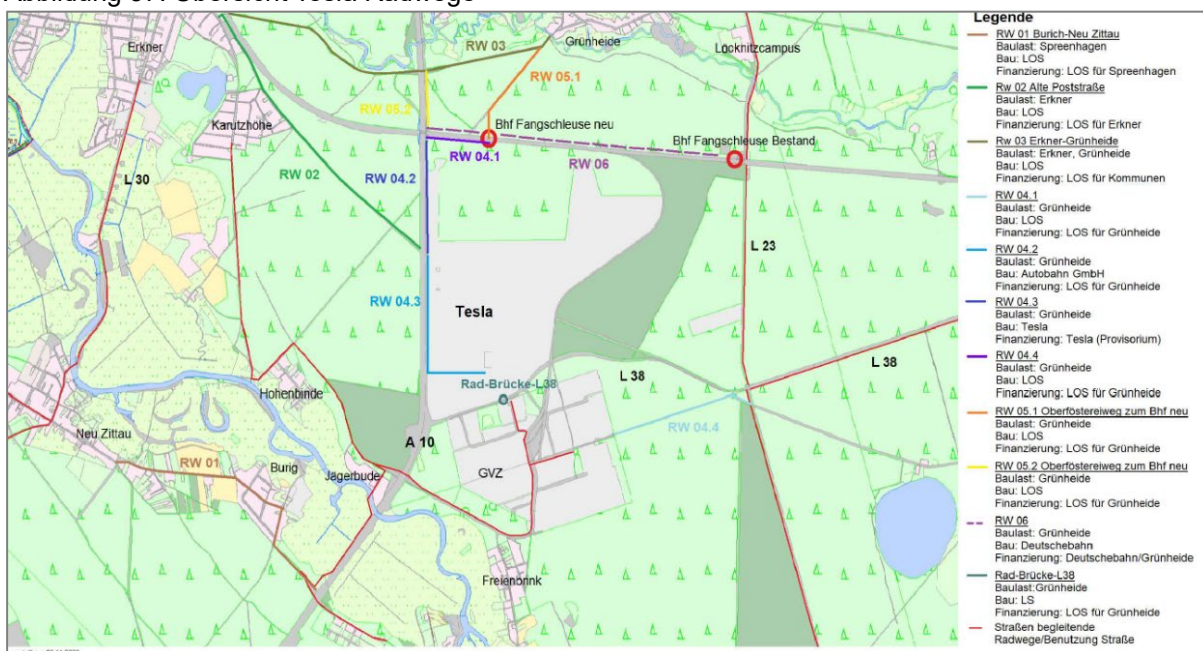 Legende
RW 01 Burich-Neu Zittau
Baulast: Spreenhagen
Bau: LOS
Finanzierung: LOS für Spreenhagen
Rw 02 Alte Poststraße
Baulast: Erkner
Bau: LOS
Finanzierung: LOS für Erkner
Rw 03 Erkner-Grünheide
Baulast: Erkner, Grünheide
Bau: LOS
Finanzierung: LOS für Kommunen
RW 04.1
Baulast: Grünheide
Bau: LOS
Finanzierung: LOS für Grünheide
RW 04.2
Baulast: Grünheide
Bau: Autobahn GmbH
Finanzierung: LOS für Grünheide
RW 04.3
Baulast: Grünheide
Bau: Tesla
Finanzierung: Tesla (Provisorium)
RW 04.4
Baulast: Grünheide
Bau: LOS
Finanzierung: LOS für Grünheide
RW 05.1 Oberföstereiweg zum Bhf neu
Baulast: Grünheide
Bau: LOS
Finanzierung: LOS für Grünheide
RW 05.2 Oberföstereiweg zum Bhf neu
Baulast: Grünheide
Bau: LOS
Finanzierung: LOS für Grünheide
RW 06
Baulast: Grünheide
Bau: Deutschebahn
Finanzierung: Deutschebahn/Grünheide
Rad-Brücke-L38
Baulast:Grünheide
Bau: LS
Finanzierung: LOS für Grünheide
Straßen begleitende
Radwege/Benutzung Straße
Erkner
RW 03
Grünheide
Löcknitzcampus
RW 05.1
RW 05.2
Karutzhöhe
Bhf Fangschleuse neu
Bhf Fangschleuse Bestand
RW 04.1
RW 06
L 30
RW 02
RW 04.2
L 23
RW 04.3
Tesla
L 38
L 38
Rad-Brücke-L38
Hohenbinde
Neu Zittau
A 10
RW 04.4
RW 01
Burig
Jägerbude
GVZ
Freienbrink